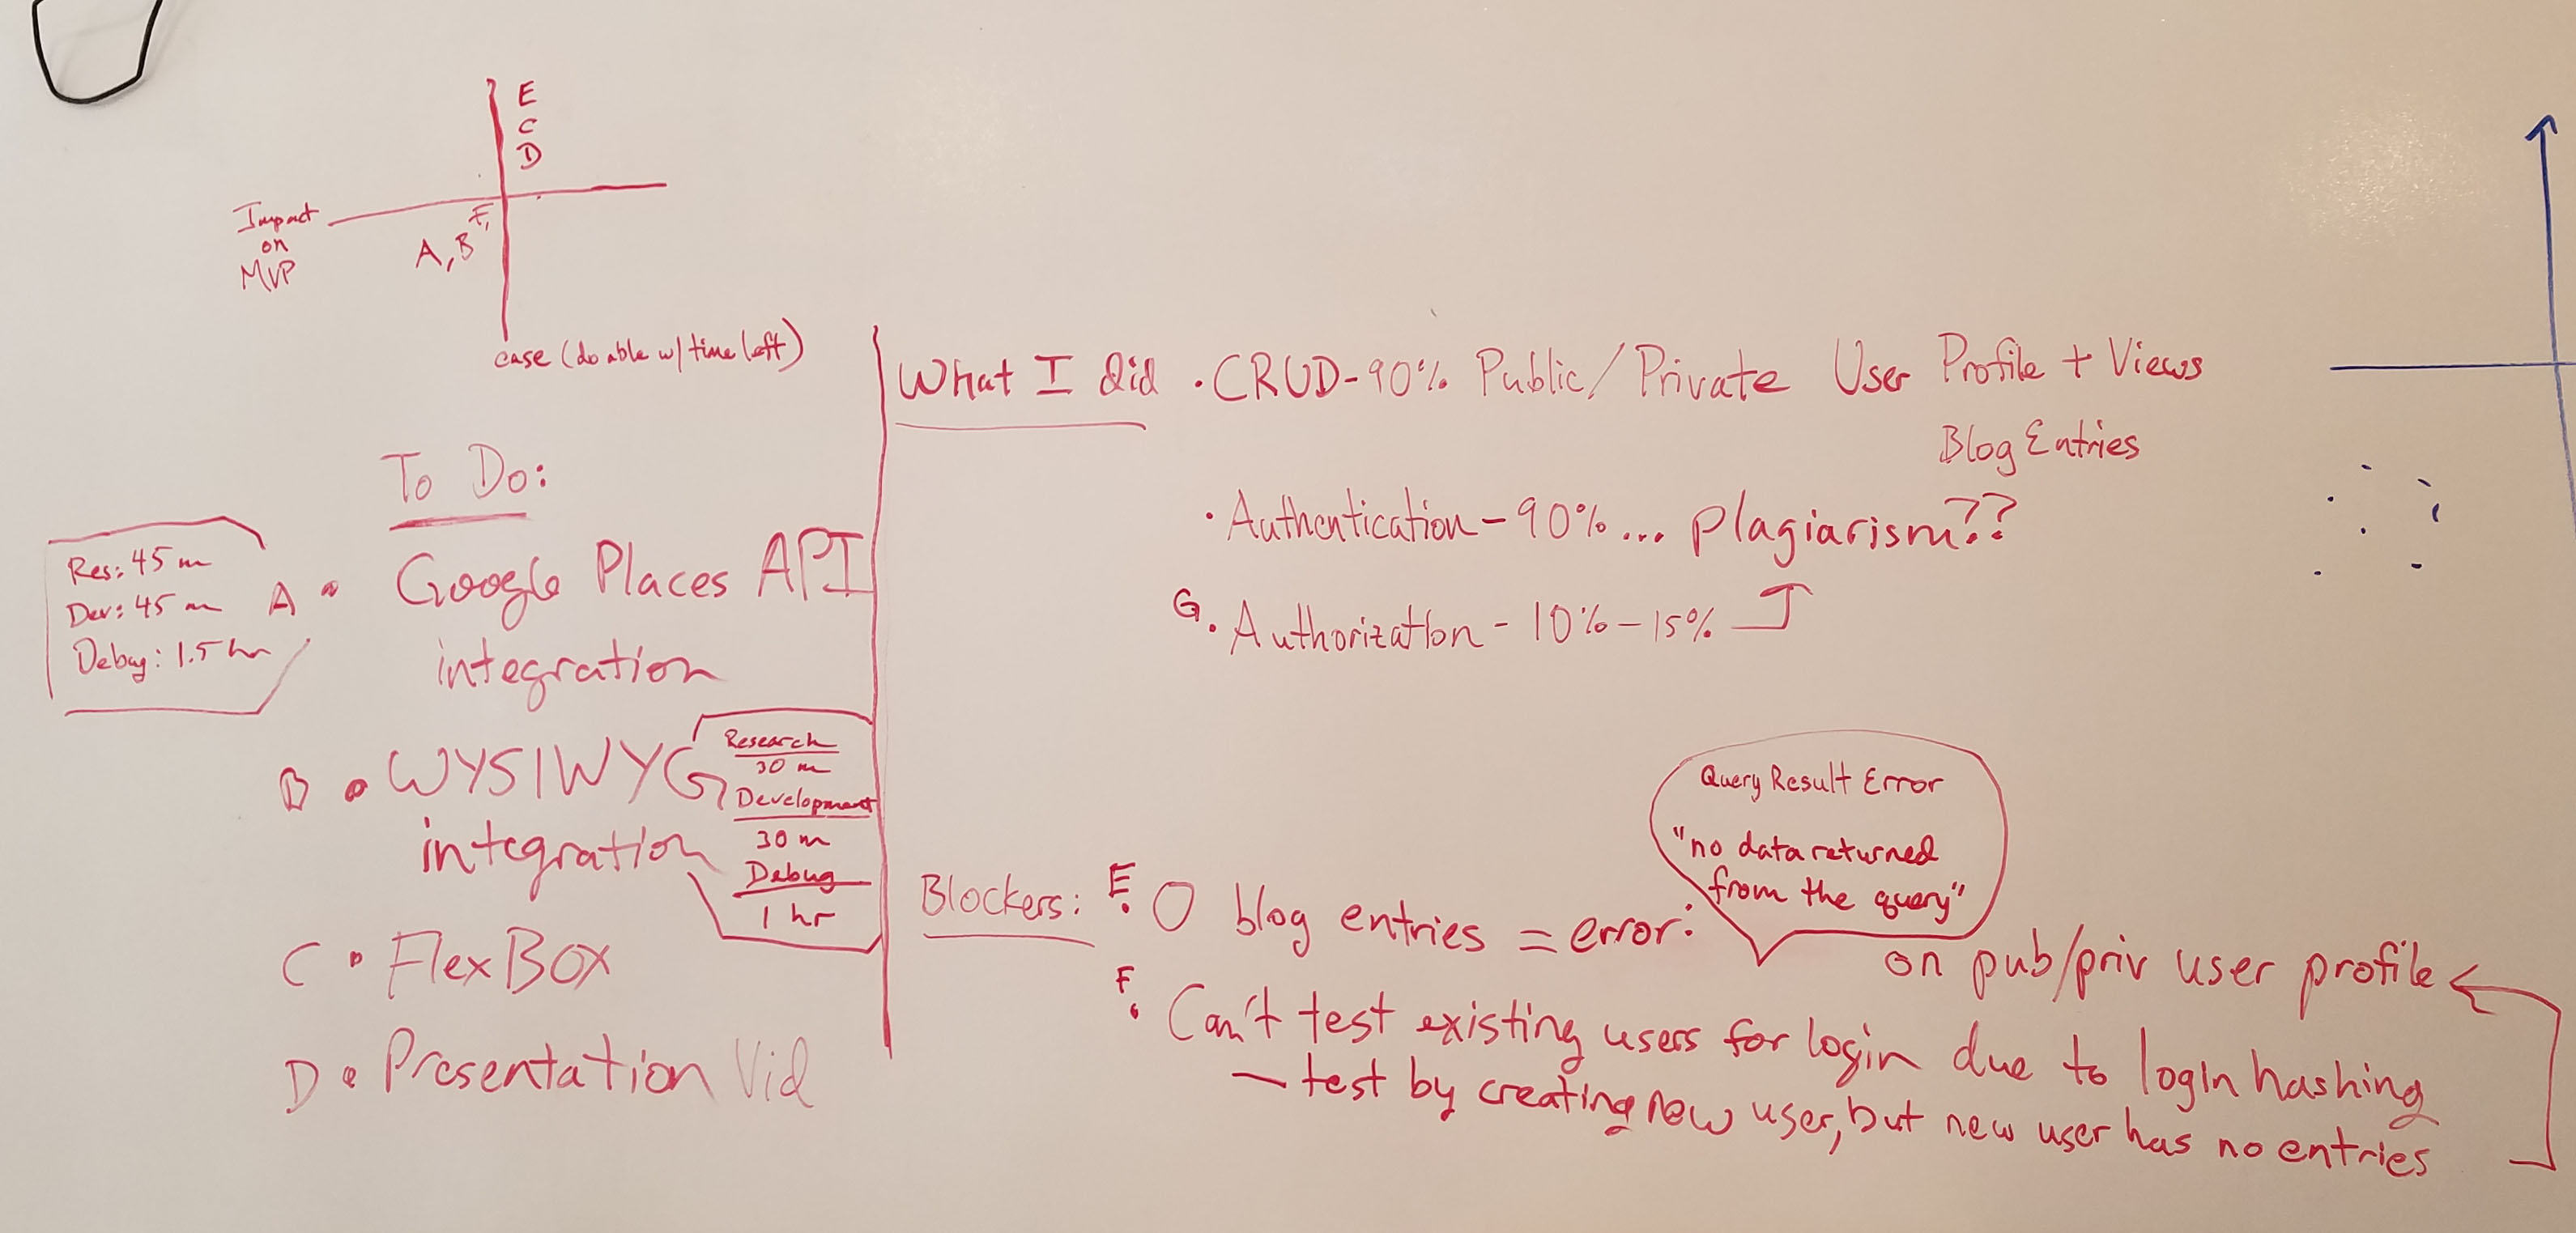 E
C
D
Impact
on
MVP
F,
A, B
ease (doable w/ time left)
To Do:
Res: 45 m
Dev: 45 m
Debug: 1.5 hr
A • Google Places API
integration
B • WYSIWYG
integration
Research
30 m
Development
30 m
Debug
1 hr
C • FlexBox
D • Presentation Vid
What I did • CRUD - 90% Public/Private User Profile + Views
Blog Entries
• Authentication - 90%... plagiarism??
G. Authorization - 10% - 15%
Blockers: E. 0 blog entries = error:
Query Result Error
"no data returned
from the query"
on pub/priv user profile
F. Can't test existing users for login due to login hashing
- test by creating new user, but new user has no entries